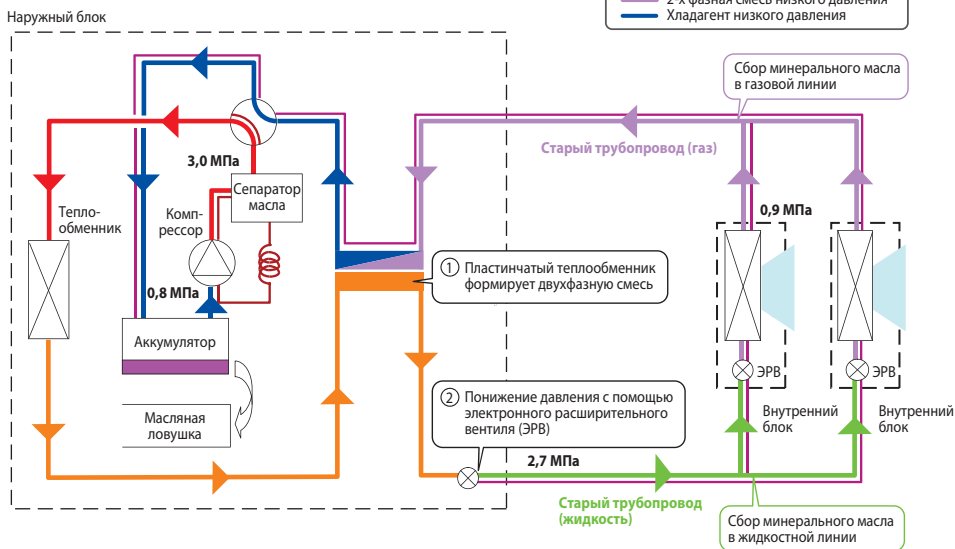 2-х фазная смесь низкого давления
Хладагент низкого давления
Наружный блок
Сбор минерального масла
в газовой линии
Старый трубопровод (газ)
3,0 МПа
Сепаратор
масла
Тепло-
обменник
Комп-
рессор
0,9 МПа
1 Пластинчатый теплообменник
формирует двухфазную смесь
0,8 МПа
Аккумулятор
ЭРВ
ЭРВ
2 Понижение давления с помощью
электронного расширительного
вентиля (ЭРВ)
Масляная
ловушка
Внутренний
блок
Внутренний
блок
2,7 МПа
Старый трубопровод
(жидкость)
Сбор минерального масла
в жидкостной линии